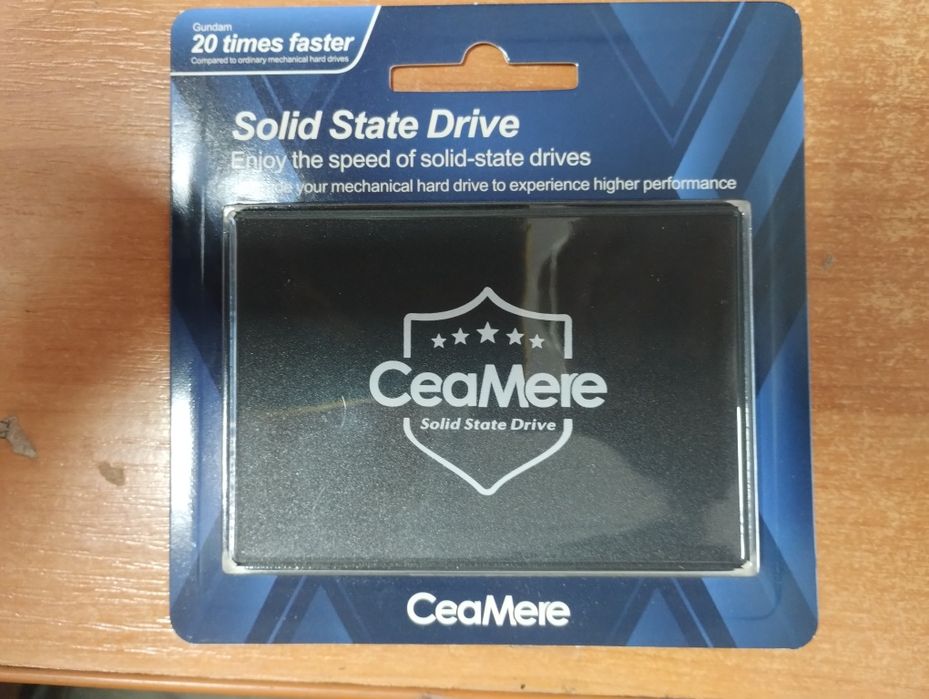 Gundam
20 times faster
Compared to ordinary mechanical hard drives
Solid State Drive
Enjoy the speed of solid-state drives
your mechanical hard drive to experience higher performance
CeaMere
Solid State Drive
CeaMere